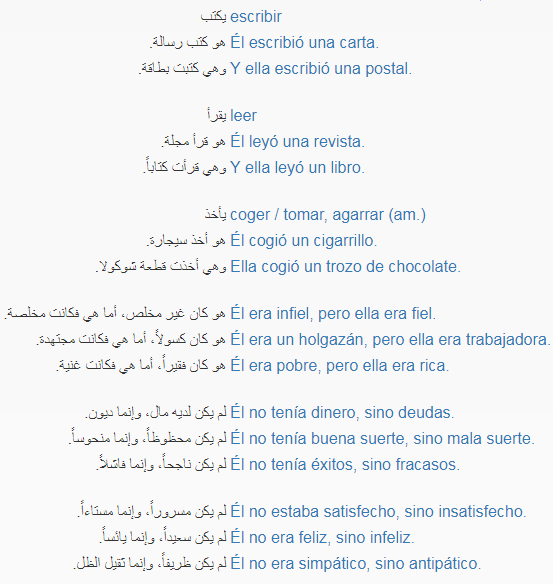 يكتب escribir
هو كتب رسالة. Él escribió una carta.
وهي كتبت بطاقة. Y ella escribió una postal.
يقرأ leer
هو قرأ مجلة. Él leyó una revista.
وهي قرأت كتاباً. Y ella leyó un libro.
يأخذ coger / tomar, agarrar (am.)
هو أخذ سيجارة. Él cogió un cigarrillo.
وهي أخذت قطعة شوكولا. Ella cogió un trozo de chocolate.
هو كان غير مخلص، أما هي فكانت مخلصة. Él era infiel, pero ella era fiel.
هو كان كسولاً، أما هي فكانت مجتهدة. Él era un holgazán, pero ella era trabajadora.
هو كان فقيراً، أما هي فكانت غنية. Él era pobre, pero ella era rica.
لم يكن لديه مال، وإنما ديون. Él no tenía dinero, sino deudas.
لم يكن محظوظاً، وإنما منحوساً. Él no tenía buena suerte, sino mala suerte.
لم يكن ناجحاً، وإنما فاشلاً. Él no tenía éxitos, sino fracasos.
لم يكن مسروراً، وإنما مستاءاً. Él no estaba satisfecho, sino insatisfecho.
لم يكن سعيداً، وإنما يائساً. Él no era feliz, sino infeliz.
لم يكن ظريفاً، وإنما ثقيل الظل. Él no era simpático, sino antipático.